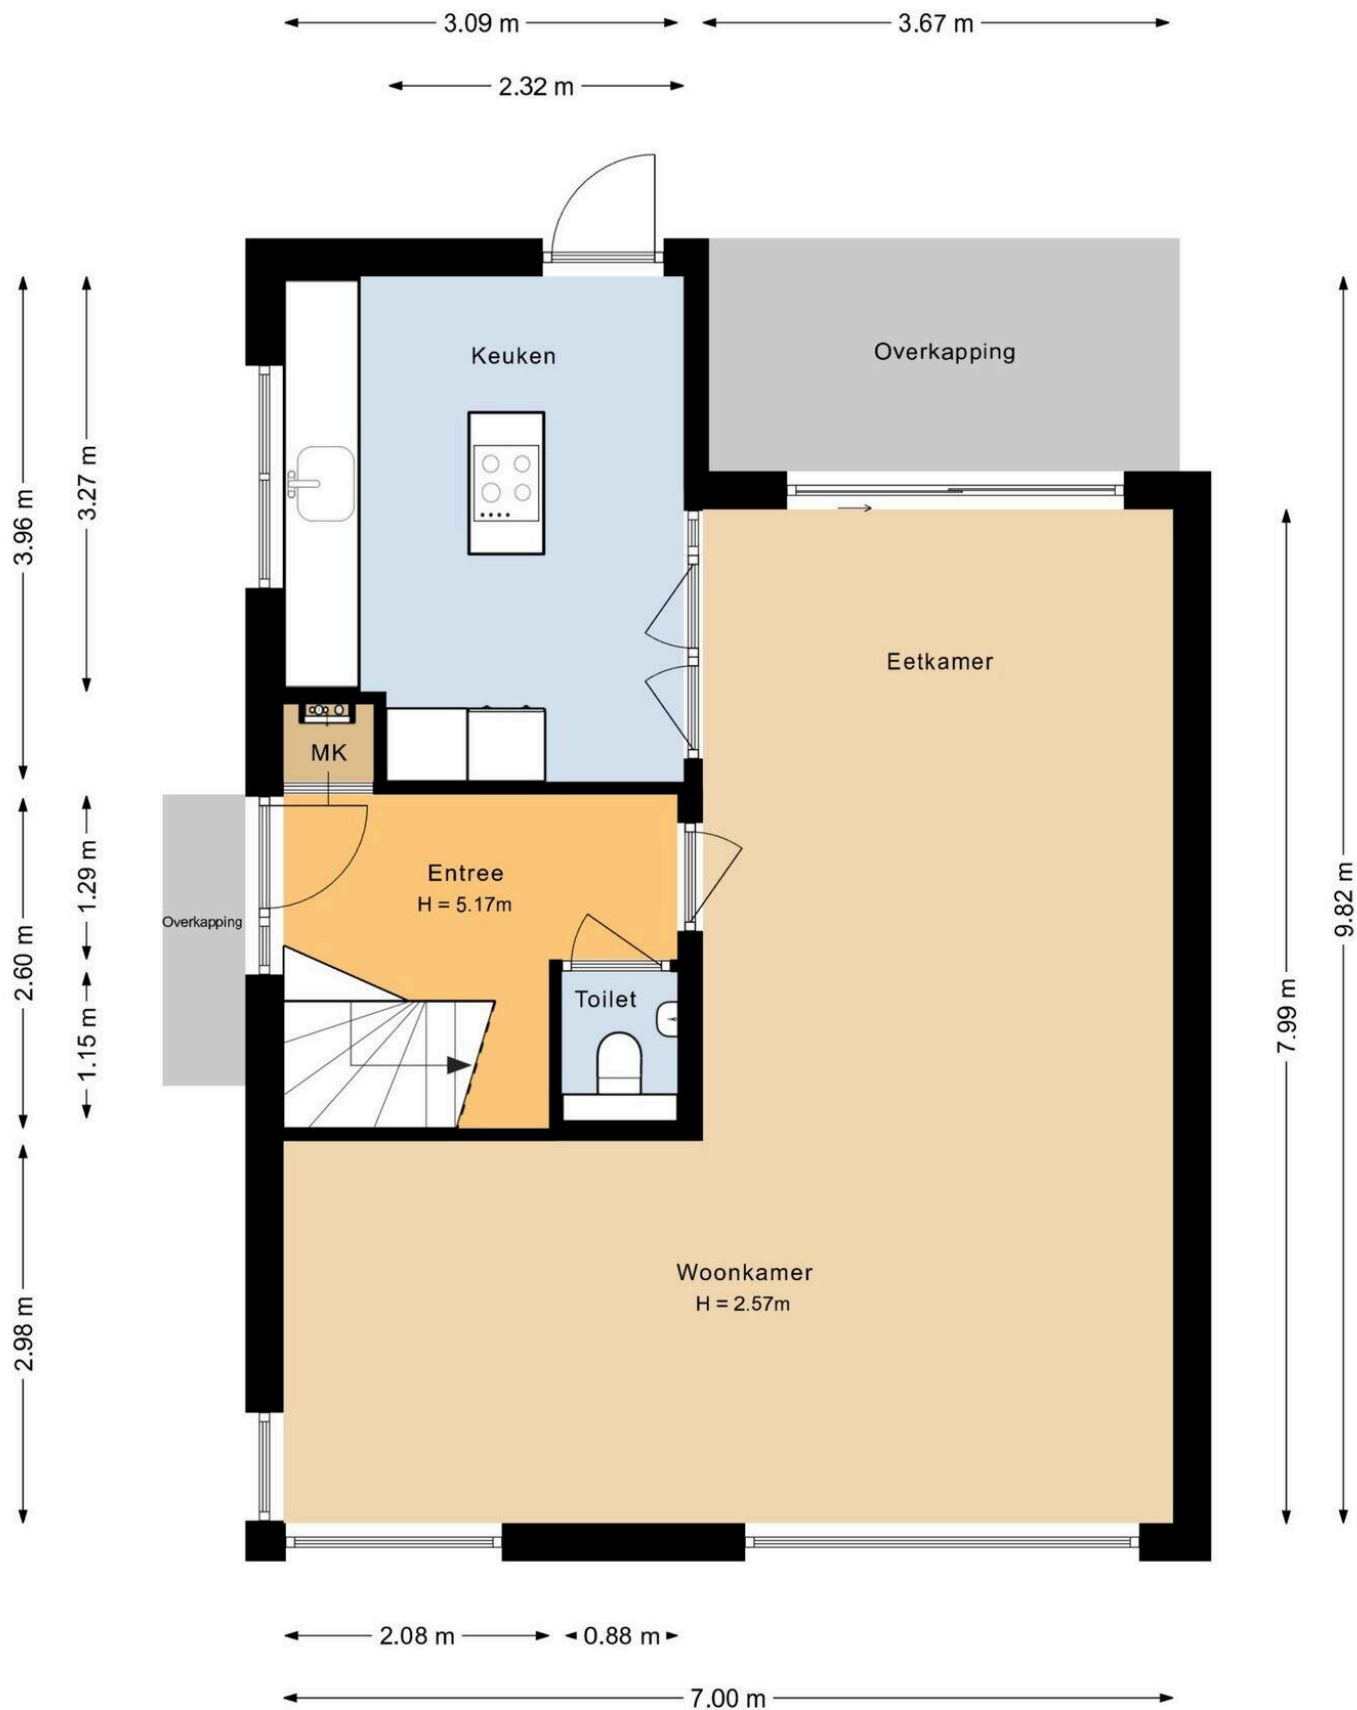 3.09 m
3.67 m
2.32 m
Keuken
Overkapping
3.27 m
3.96 m
Eetkamer
MK
1.29 m
Entree
H = 5.17m
9.82 m
Overkapping
2.60 m
Toilet
7.99 m
1.15 m
Woonkamer
H = 2.57m
2.98 m
2.08 m
0.88 m
7.00 m